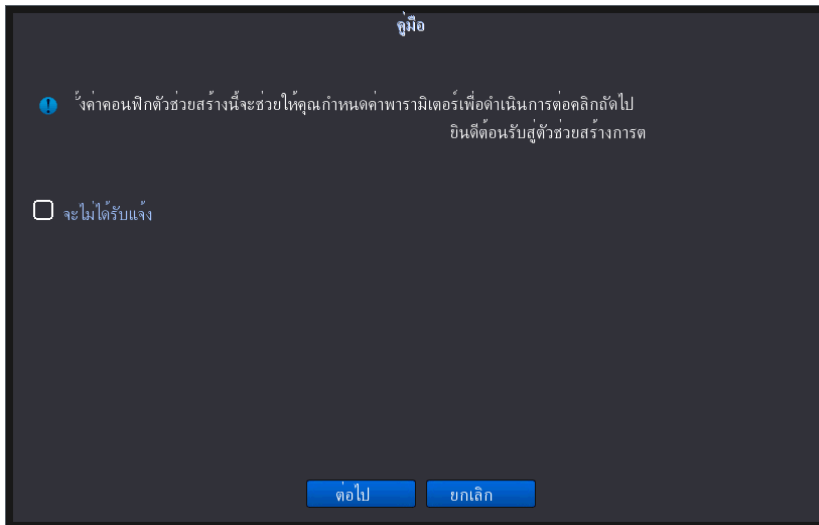 คู่มือ
ั้งค่าคอนฟิกตัวช่วยสร้างนี้จะช่วยให้คุณกำหนดค่าพารามิเตอร์เพื่อดำเนินการต่อคลิกถัดไป
ยินดีต้อนรับสู่ตัวช่วยสร้างการต
จะไม่ได้รับแจ้ง
ต่อไป
ยกเลิก